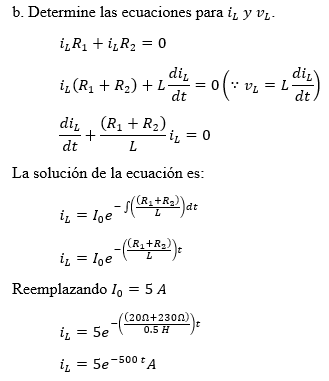 b. Determine las ecuaciones para i_L y v_L.
i_L R_1 + i_L R_2 = 0
i_L(R_1 + R_2) + L di_L/dt = 0 (∵ v_L = L di_L/dt)
di_L/dt + (R_1 + R_2)/L i_L = 0
La solución de la ecuación es:
i_L = I_0 e^{-∫((R_1+R_2)/L)dt}
i_L = I_0 e^{-((R_1+R_2)/L)t}
Reemplazando I_0 = 5 A
i_L = 5e^{-((20Ω+230Ω)/0.5 H)t}
i_L = 5e^{-500 t} A